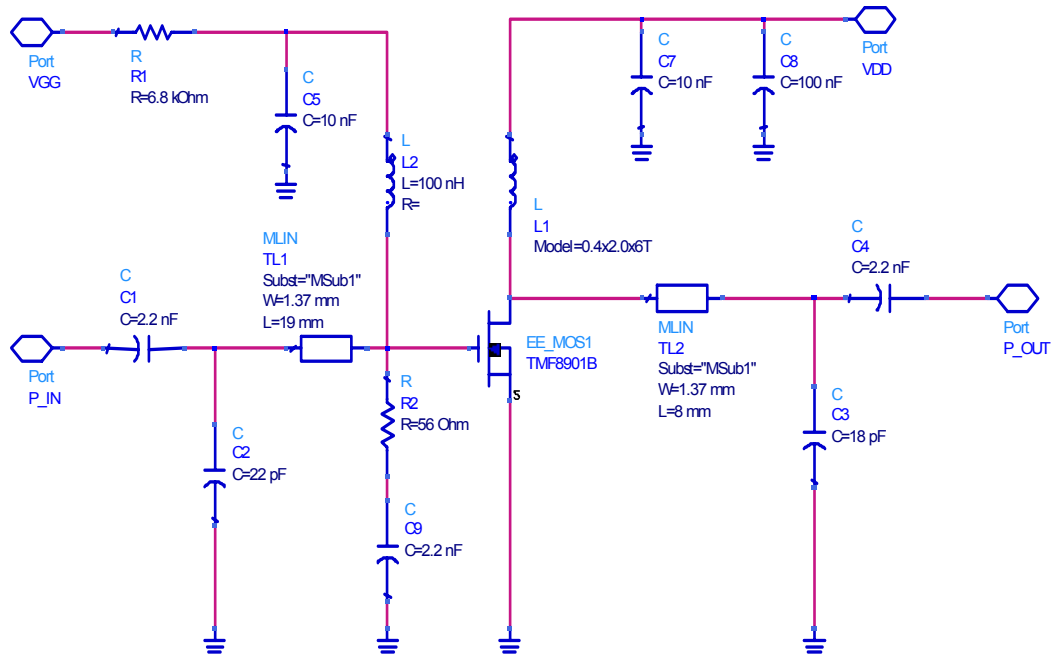 Port
VGG
R
R1
R=6.8 kOhm
C
C5
C=10 nF
L
L2
L=100 nH
R=
L
L1
Model=0.4x2.0x6T
C
C7
C=10 nF
C
C8
C=100 nF
Port
VDD
MLIN
TL1
Subst="MSub1"
W=1.37 mm
L=19 mm
C
C1
C=2.2 nF
Port
P_IN
C
C2
C=22 pF
R
R2
R=56 Ohm
C
C9
C=2.2 nF
EE_MOS1
TMF8901B
S
MLIN
TL2
Subst="MSub1"
W=1.37 mm
L=8 mm
C
C4
C=2.2 nF
Port
P_OUT
C
C3
C=18 pF